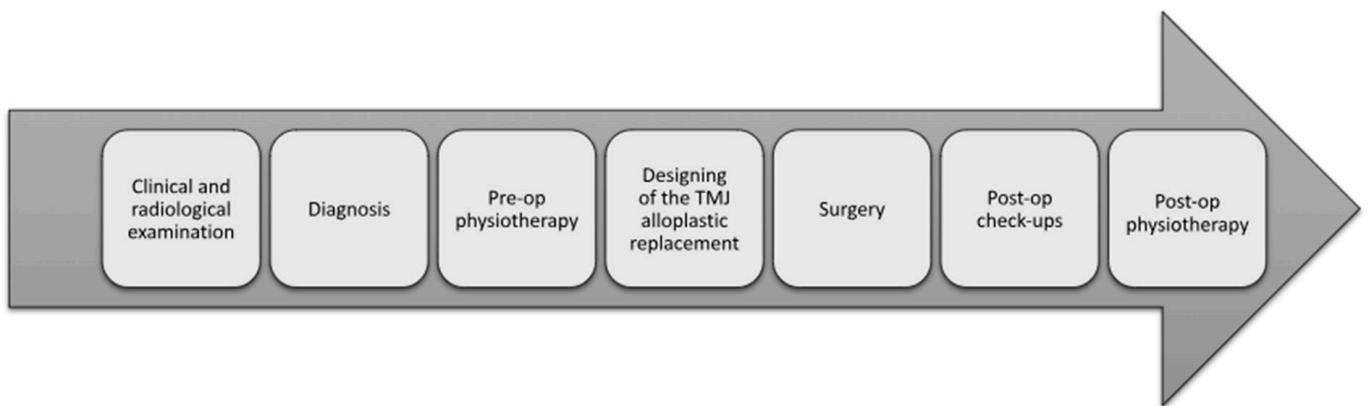 Clinical and
radiological
examination
Diagnosis
Pre-op
physiotherapy
Designing
of the TMJ
alloplastic
replacement
Surgery
Post-op
check-ups
Post-op
physiotherapy